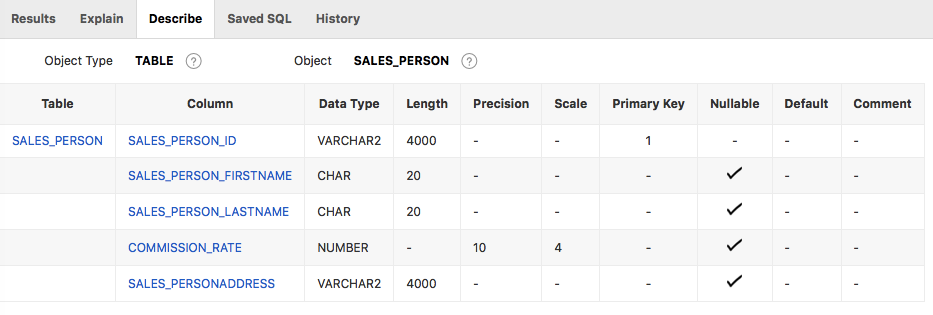 Results Explain Describe Saved SQL History
Object Type TABLE ? Object SALES_PERSON ?
Table Column Data Type Length Precision Scale Primary Key Nullable Default Comment
SALES_PERSON SALES_PERSON_ID VARCHAR2 4000 - - 1 - - -
SALES_PERSON_FIRSTNAME CHAR 20 - - - ✓ - -
SALES_PERSON_LASTNAME CHAR 20 - - - ✓ - -
COMMISSION_RATE NUMBER - 10 4 - ✓ - -
SALES_PERSONADDRESS VARCHAR2 4000 - - - ✓ - -